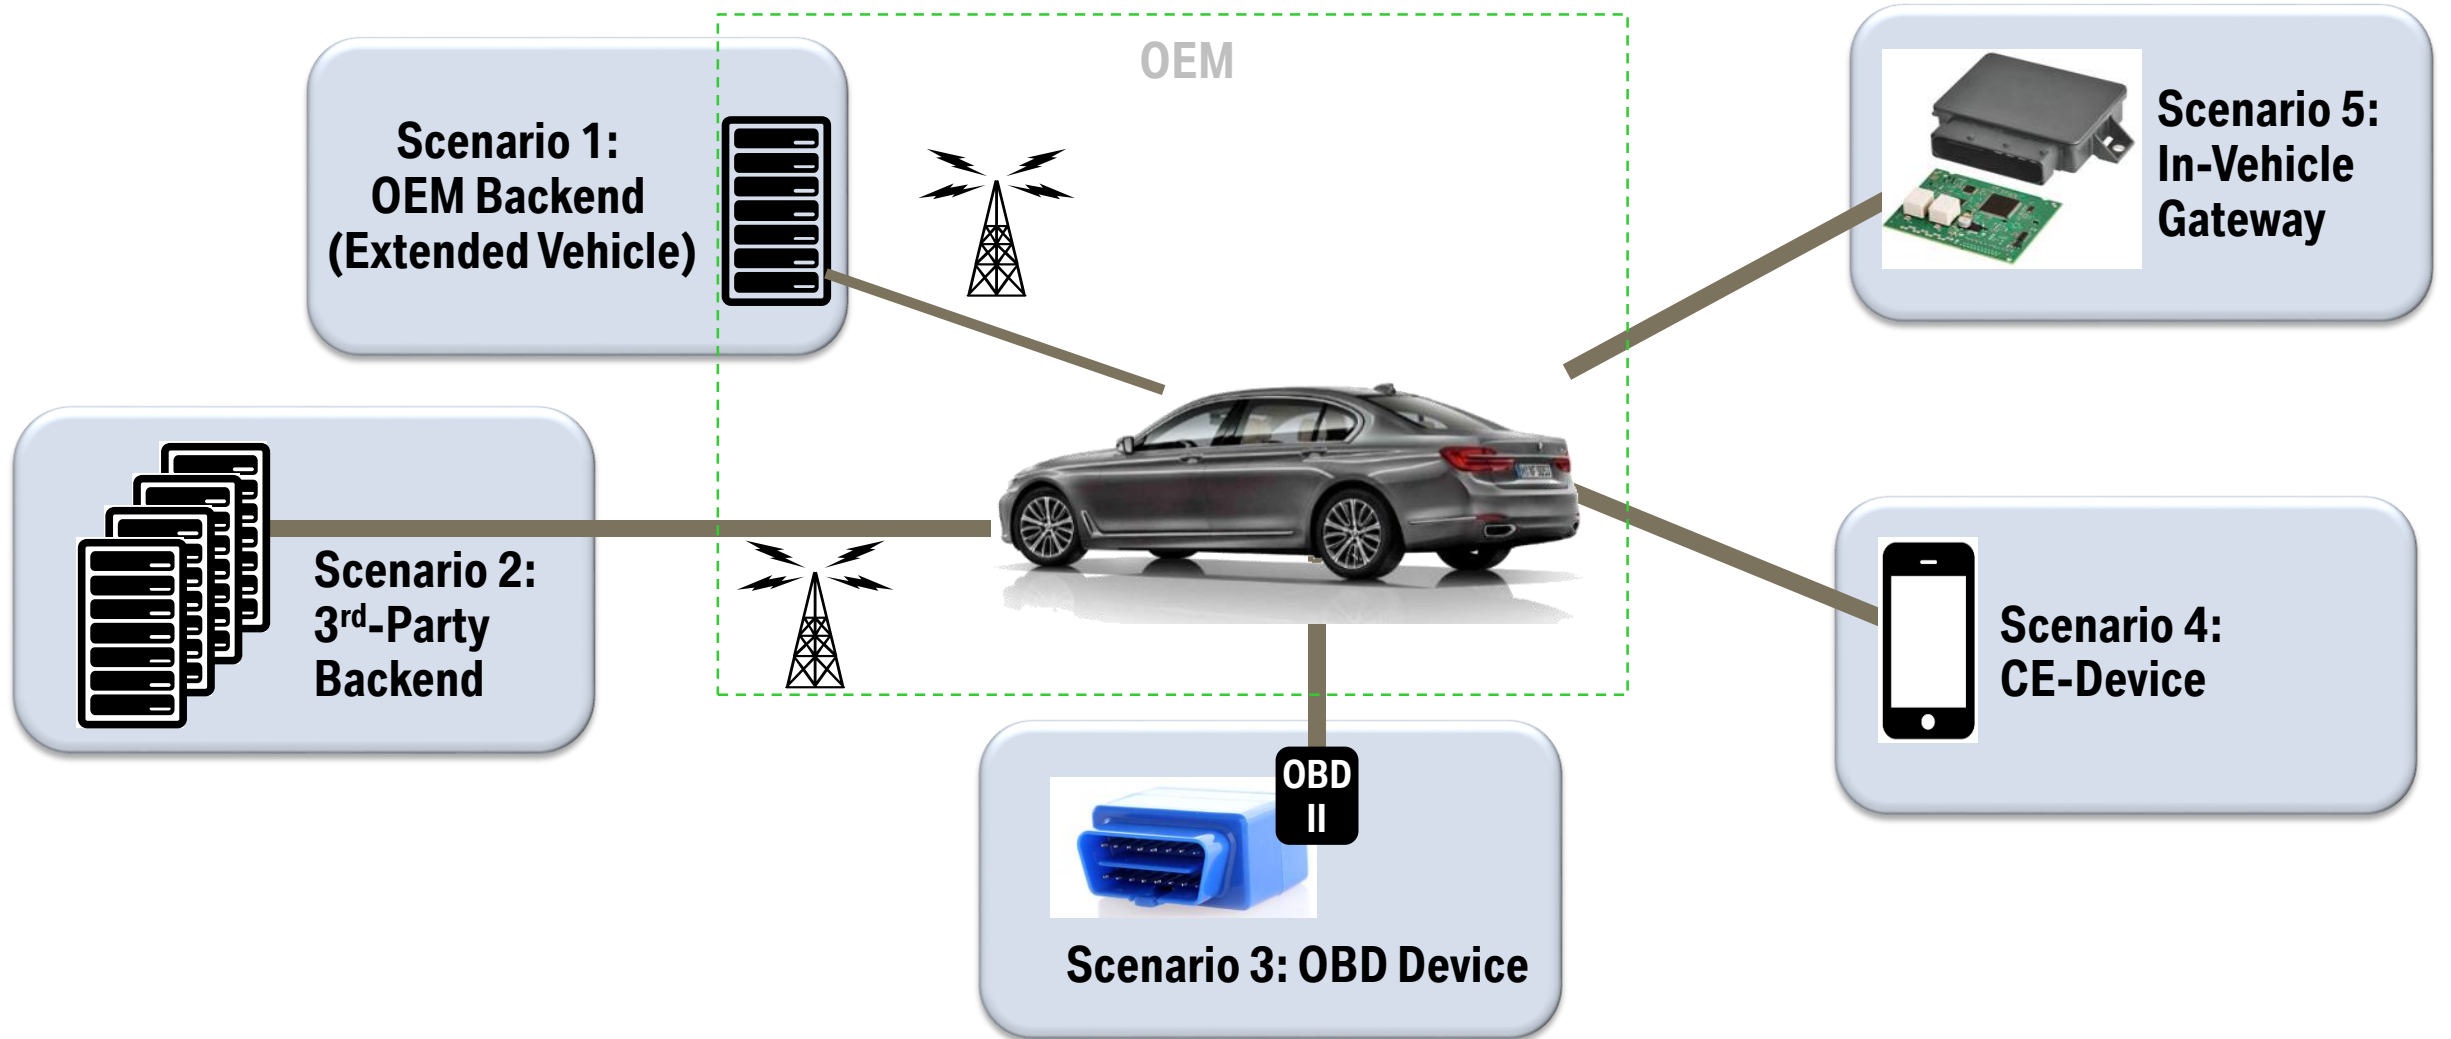 OEM
Scenario 1:
OEM Backend
(Extended Vehicle)
Scenario 5:
In-Vehicle
Gateway
Scenario 2:
3rd-Party
Backend
Scenario 4:
CE-Device
OBD
II
Scenario 3: OBD Device